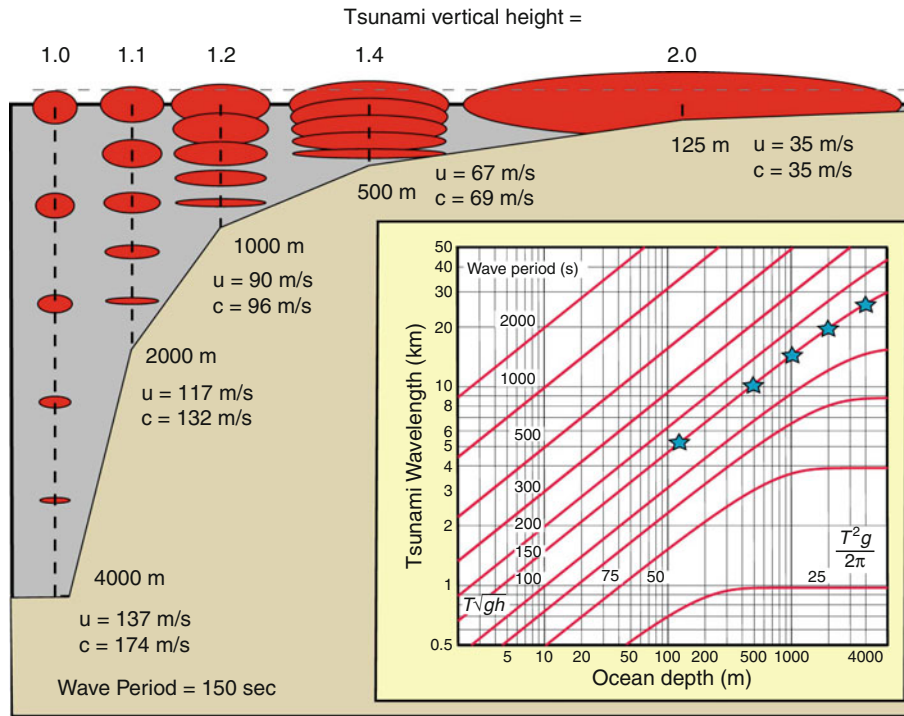 Tsunami vertical height =
1.0 1.1 1.2 1.4 2.0
125 m
u = 35 m/s
c = 35 m/s
500 m
u = 67 m/s
c = 69 m/s
1000 m
u = 90 m/s
c = 96 m/s
2000 m
u = 117 m/s
c = 132 m/s
4000 m
u = 137 m/s
c = 174 m/s
Wave Period = 150 sec
Tsunami Wavelength (km)
50
40
30
20
10
8
6
5
4
3
2
1
0.5
Wave period (s)
2000
1000
500
300
200
150
100
75
50
25
T√gh
T²g
2π
5 10 20 50 100 200 500 1000 4000
Ocean depth (m)